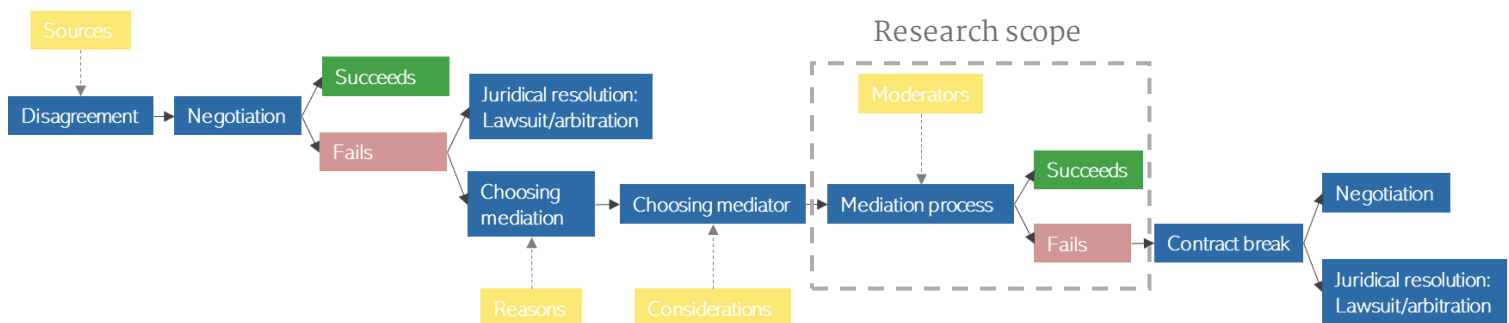 Sources
Research scope
Succeeds
Juridical resolution:
Lawsuit/arbitration
Moderators
Disagreement
Negotiation
Fails
Succeeds
Choosing
mediation
Choosing mediator
Mediation process
Negotiation
Fails
Contract break
Juridical resolution:
Lawsuit/arbitration
Reasons
Considerations